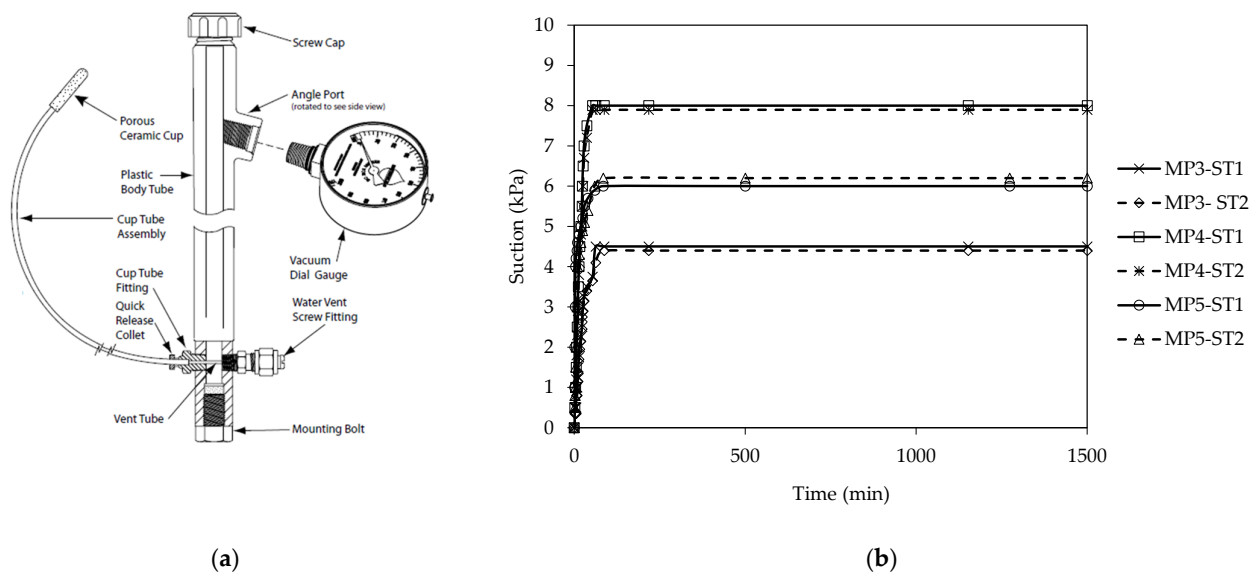 Screw Cap
Angle Port
(rotated to see side view)
Porous
Ceramic Cup
Plastic
Body Tube
Cup Tube
Assembly
Vacuum
Dial Gauge
Cup Tube
Fitting
Quick
Release
Collet
Water Vent
Screw Fitting
Vent Tube
Mounting Bolt
(a)
10
9
8
7
6
5
4
3
2
1
0
Suction (kPa)
0 500 1000 1500
Time (min)
MP3-ST1
MP3- ST2
MP4-ST1
MP4-ST2
MP5-ST1
MP5-ST2
(b)